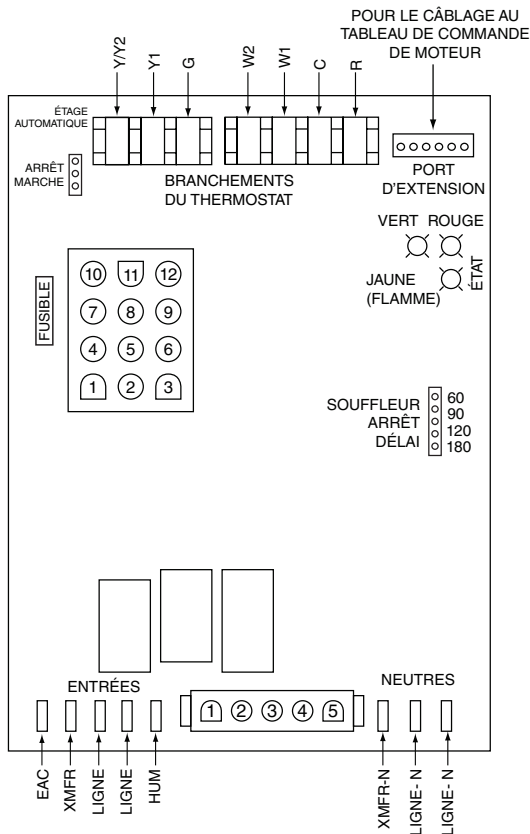 POUR LE CÂBLAGE AU
TABLEAU DE COMMANDE
DE MOTEUR
Y/Y2
Y1
G
W2
W1
C
R
ÉTAGE
AUTOMATIQUE
ARRÊT
MARCHE
BRANCHEMENTS
DU THERMOSTAT
PORT
D'EXTENSION
VERT ROUGE
JAUNE
(FLAMME)
ÉTAT
FUSIBLE
10 11 12
7 8 9
4 5 6
1 2 3
SOUFFLEUR
ARRÊT
DÉLAI
60
90
120
180
ENTRÉES
NEUTRES
1 2 3 4 5
EAC
XMFR
LIGNE
LIGNE
HUM
XMFR-N
LIGNE- N
LIGNE- N